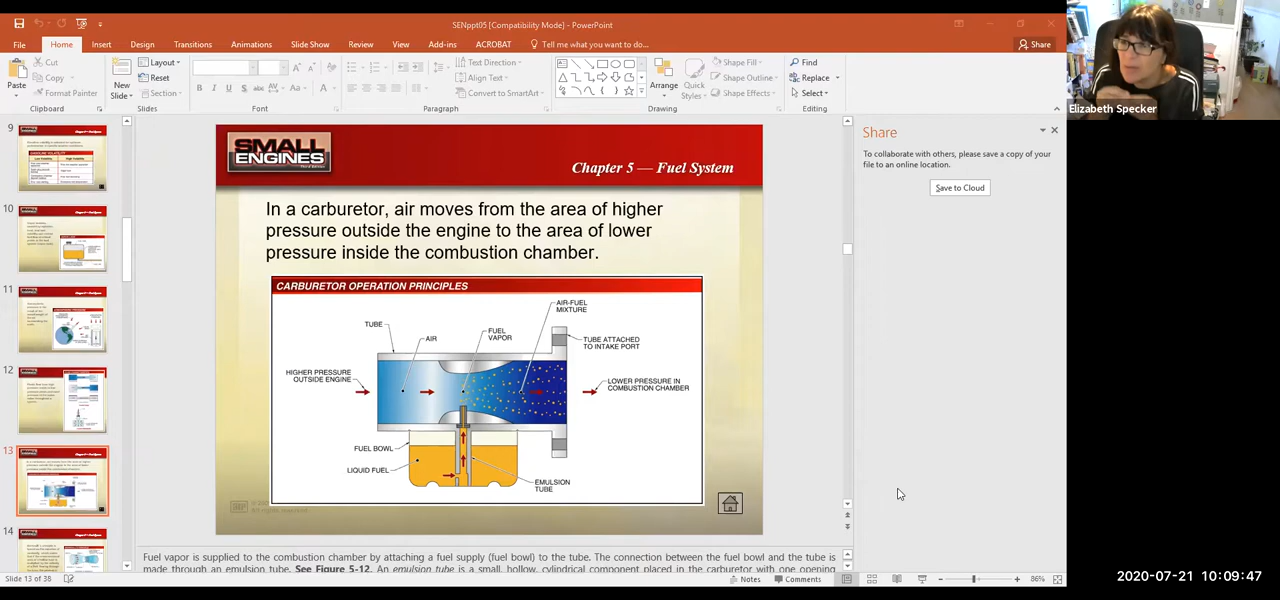 SENppt05 [Compatibility Mode] - PowerPoint
File Home Insert Design Transitions Animations Slide Show Review View Add-ins ACROBAT Tell me what you want to do... Share
Paste
Cut
Copy
Format Painter
Clipboard
New Slide
Layout
Reset
Section
Slides
Font
Paragraph
Text Direction
Align Text
Convert to SmartArt
Arrange
Quick Styles
Shape Fill
Shape Outline
Shape Effects
Drawing
Find
Replace
Select
Editing
Elizabeth Specker
9
10
11
12
13
14
SMALL
ENGINES
Chapter 5 — Fuel System
In a carburetor, air moves from the area of higher
pressure outside the engine to the area of lower
pressure inside the combustion chamber.
CARBURETOR OPERATION PRINCIPLES
AIR-FUEL
MIXTURE
TUBE
AIR
FUEL
VAPOR
TUBE ATTACHED
TO INTAKE PORT
HIGHER PRESSURE
OUTSIDE ENGINE
LOWER PRESSURE IN
COMBUSTION CHAMBER
FUEL BOWL
LIQUID FUEL
EMULSION
TUBE
Share
To collaborate with others, please save a copy of your
file to an online location.
Save to Cloud
Fuel vapor is supplied to the combustion chamber by attaching a fuel supply (fuel bowl) to the tube. The connection between the fuel bowl and the tube is
made through an emulsion tube. See Figure 5-12. An emulsion tube is a small, hollow, cylindrical component placed in the carburetor with one opening
Slide 13 of 38
Notes
Comments
86%
2020-07-21 10:09:47